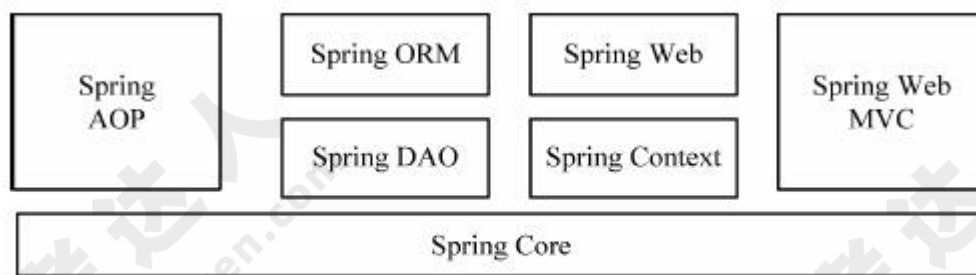 Spring
AOP
Spring ORM
Spring Web
Spring Web
MVC
Spring DAO
Spring Context
Spring Core